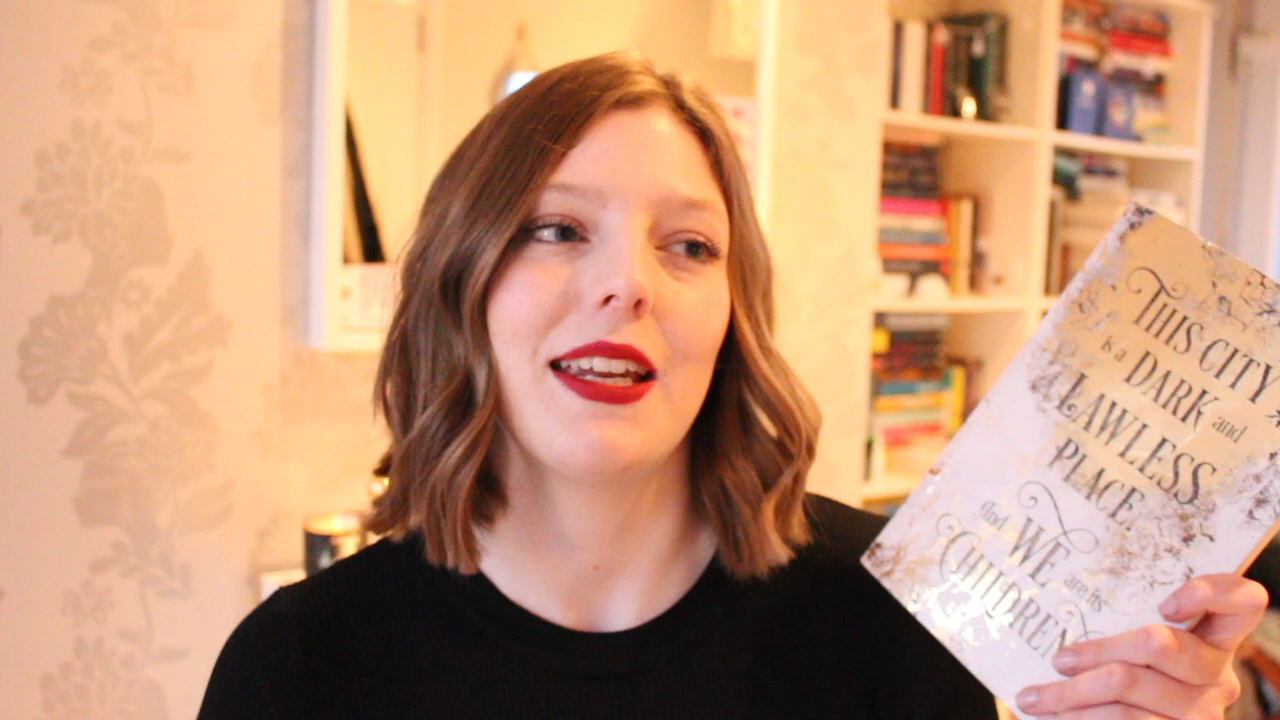 THIS CITY
is a DARK and
LAWLESS
PLACE
And WE are its
CHILDREN